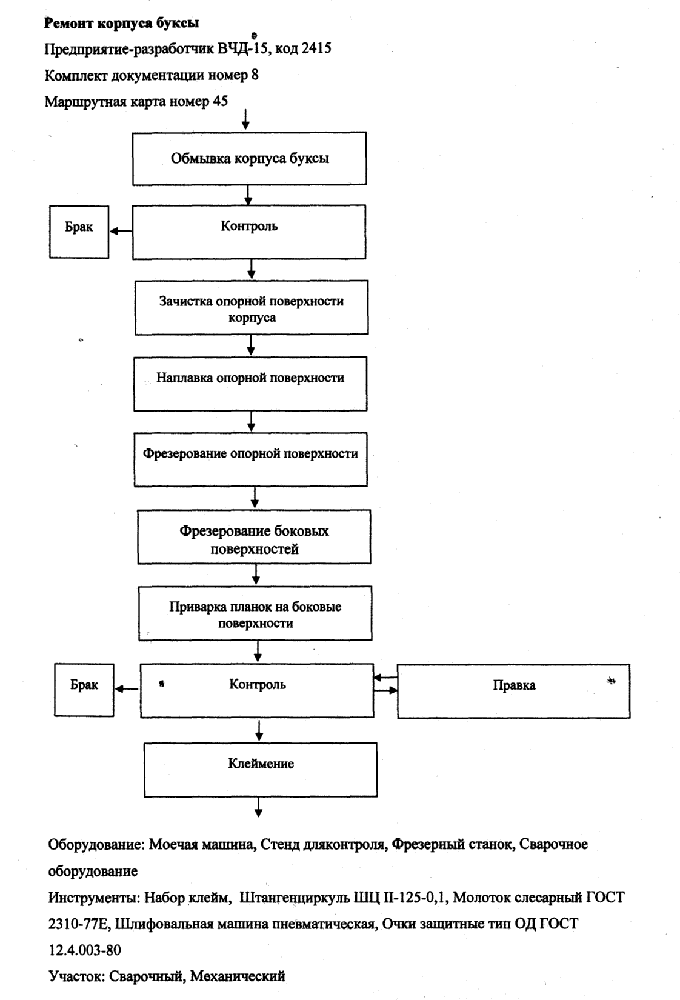 Ремонт корпуса буксы
Предприятие-разработчик ВЧД-15, код 2415
Комплект документации номер 8
Маршрутная карта номер 45
Обмывка корпуса буксы
Брак
Контроль
Зачистка опорной поверхности
корпуса
Наплавка опорной поверхности
Фрезерование опорной поверхности
Фрезерование боковых
поверхностей
Приварка планок на боковые
поверхности
Брак
Контроль
Правка
Клеймение
Оборудование: Моечая машина, Стенд дляконтроля, Фрезерный станок, Сварочное
оборудование
Инструменты: Набор клейм, Штангенциркуль ШЦ II-125-0,1, Молоток слесарный ГОСТ
2310-77Е, Шлифовальная машина пневматическая, Очки защитные тип ОД ГОСТ
12.4.003-80
Участок: Сварочный, Механический